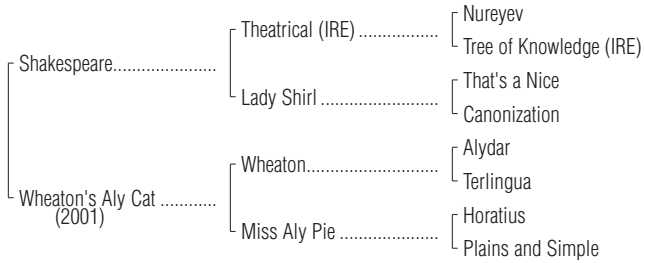 Nureyev
Theatrical (IRE) .................
Tree of Knowledge (IRE)
Shakespeare......................
That's a Nice
Lady Shirl .........................
Canonization
Alydar
Wheaton............................
Terlingua
Wheaton's Aly Cat ............
(2001)
Horatius
Miss Aly Pie .....................
Plains and Simple